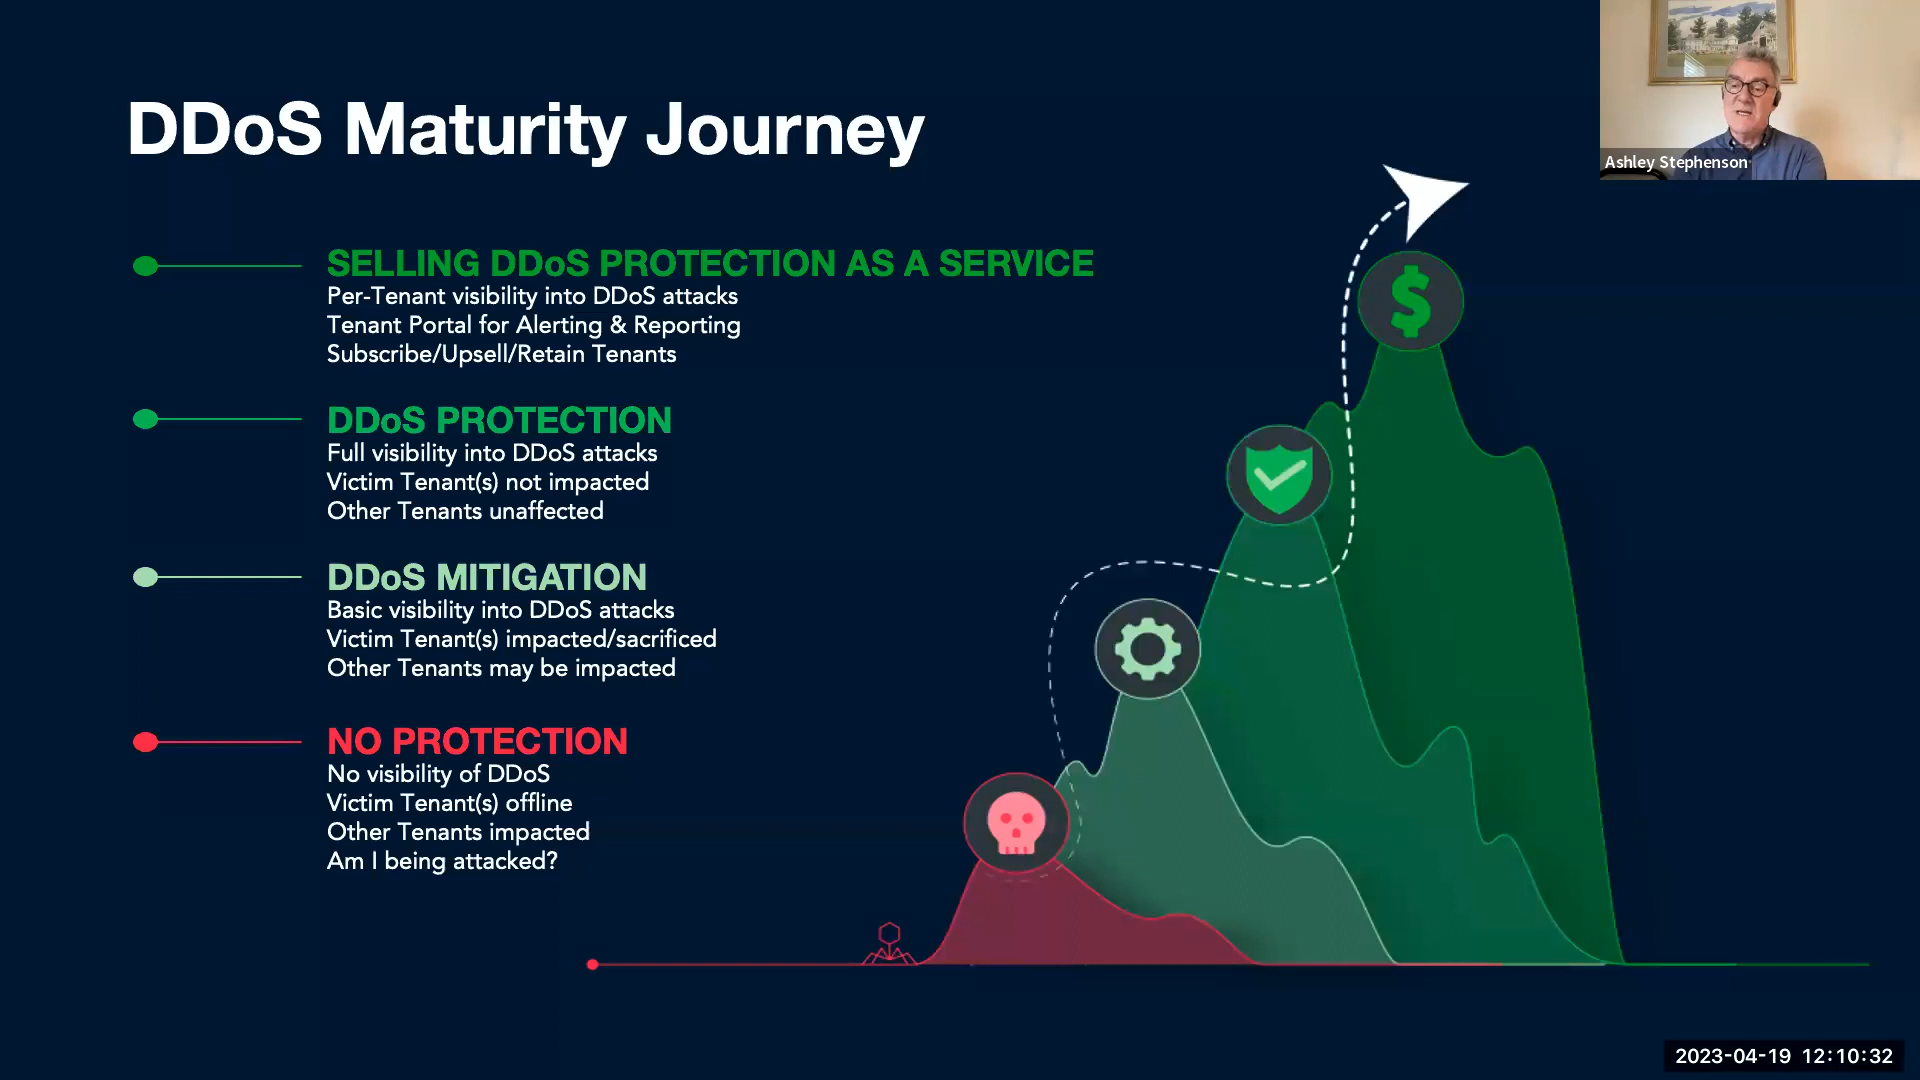 DDoS Maturity Journey
Ashley Stephenson
SELLING DDoS PROTECTION AS A SERVICE
Per-Tenant visibility into DDoS attacks
Tenant Portal for Alerting & Reporting
Subscribe/Upsell/Retain Tenants
$
DDoS PROTECTION
Full visibility into DDoS attacks
Victim Tenant(s) not impacted
Other Tenants unaffected
DDoS MITIGATION
Basic visibility into DDoS attacks
Victim Tenant(s) impacted/sacrificed
Other Tenants may be impacted
NO PROTECTION
No visibility of DDoS
Victim Tenant(s) offline
Other Tenants impacted
Am I being attacked?
2023-04-19 12:10:32